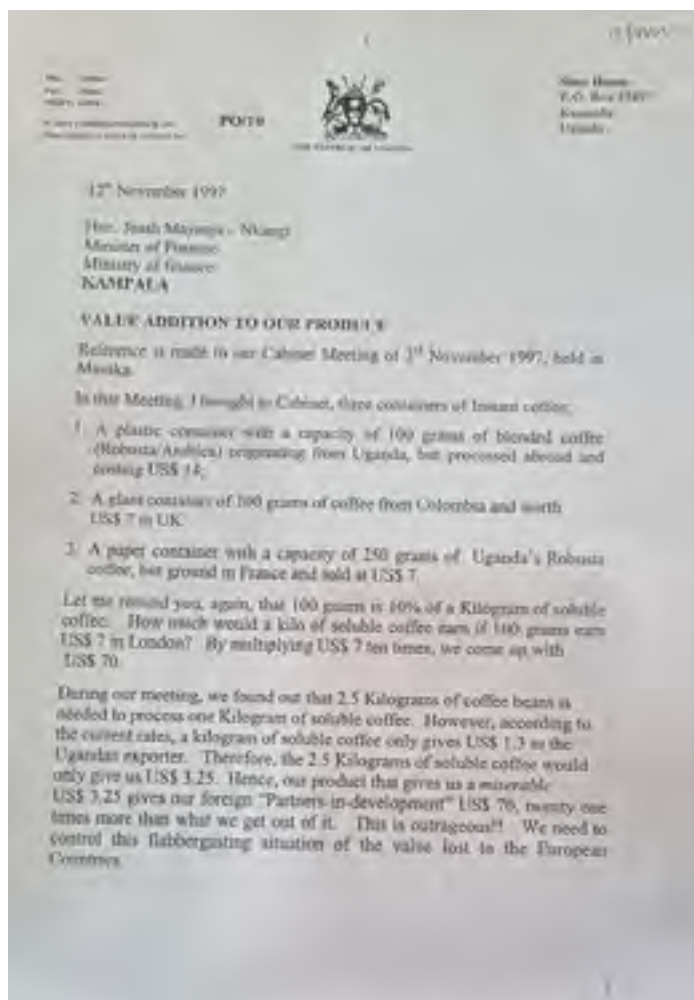 PO/10
State House
P.O. Box
Kampala
Uganda
THE REPUBLIC OF UGANDA
12th November 1997
Hon. Mayanja - Nkangi
Minister of Finance
Ministry of finance
KAMPALA
VALUE ADDITION TO OUR PRODUCT
Reference is made to our Cabinet Meeting of November 1997, held in
Masaka.
In that Meeting, I brought to Cabinet, three containers of Instant coffee;
1. A plastic container with a capacity of 100 grams of blended coffee
(Robusta/Arabica) originating from Uganda, but processed abroad and
costing US$
2. A glass container of 100 grams of coffee from Colombia and worth
US$ 7 in UK
3. A paper container with a capacity of 250 grams of Uganda's Robusta
coffee, but ground in France and sold at US$ 7.
Let me remind you, again, that 100 grams is 10% of a Kilogram of soluble
coffee. How much would a kilo of soluble coffee earn if 100 grams earn
US$ 7 in London? By multiplying US$ 7 ten times, we come up with
US$ 70.
During our meeting, we found out that 2.5 Kilograms of coffee beans is
needed to process one Kilogram of soluble coffee. However, according to
the current rates, a kilogram of soluble coffee only gives US$ 1.3 to the
Ugandan exporter. Therefore, the 2.5 Kilograms of soluble coffee would
only give us US$ 3.25. Hence, our product that gives us a miserable
US$ 3.25 gives our foreign "Partners-in-development" US$ 70, twenty one
times more than what we get out of it. This is outrageous!! We need to
control this flabbergasting situation of the value lost to the European
Countries.